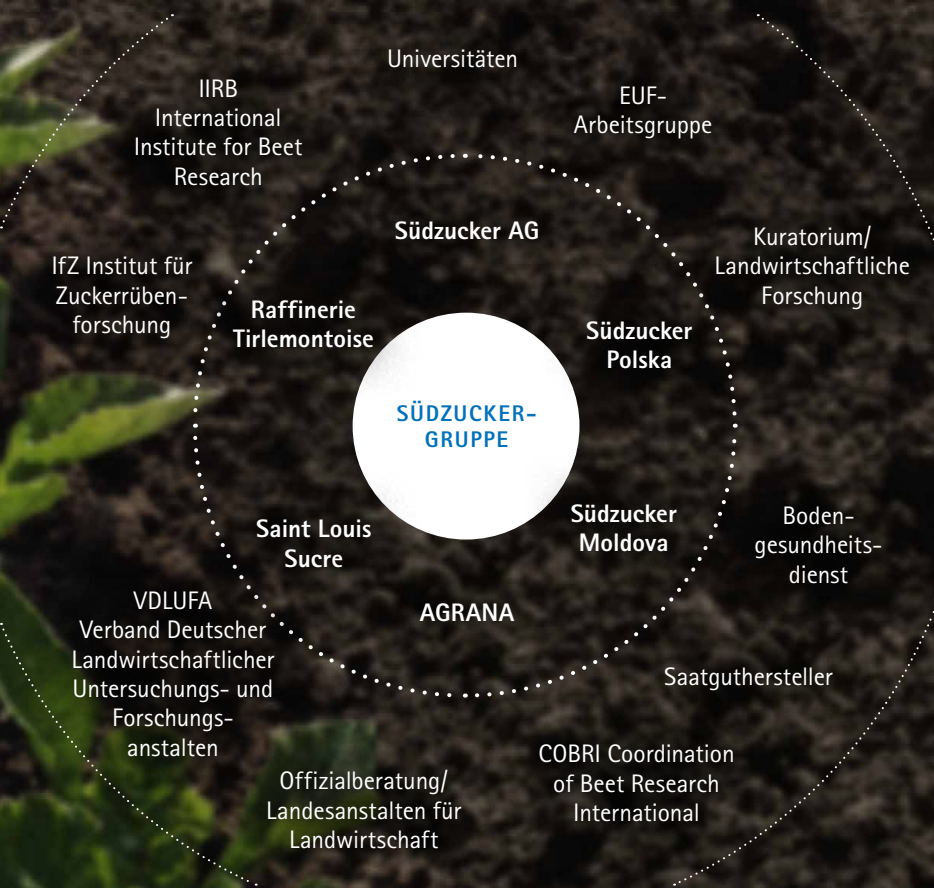 Universitäten
IIRB
International
Institute for Beet
Research
EUF-
Arbeitsgruppe
Südzucker AG
Kuratorium/
Landwirtschaftliche
Forschung
IfZ Institut für
Zuckerrüben-
forschung
Raffinerie
Tirlemontoise
Südzucker
Polska
SÜDZUCKER-
GRUPPE
Saint Louis
Sucre
Südzucker
Moldova
Boden-
gesundheits-
dienst
AGRANA
VDLUFA
Verband Deutscher
Landwirtschaftlicher
Untersuchungs- und
Forschungs-
anstalten
Saatguthersteller
COBRI Coordination
of Beet Research
International
Offizialberatung/
Landesanstalten für
Landwirtschaft